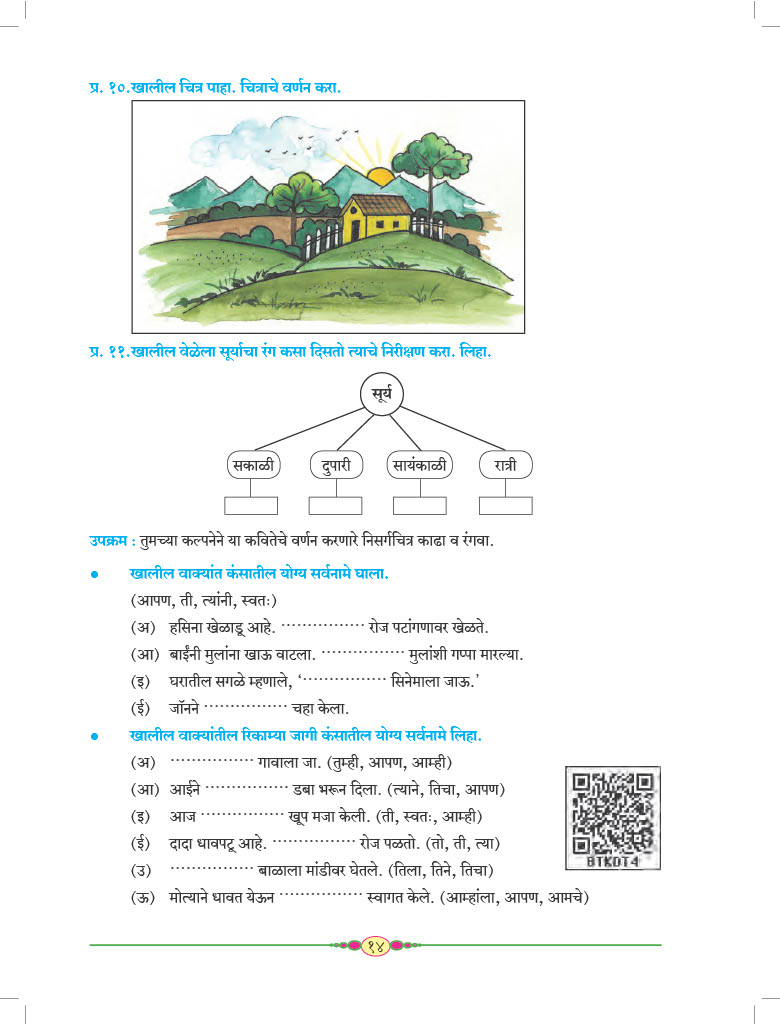 प्र. १०.खालील चित्र पाहा. चित्राचे वर्णन करा.
प्र. ११.खालील वेळेला सूर्याचा रंग कसा दिसतो त्याचे निरीक्षण करा. लिहा.
सूर्य
सकाळी दुपारी सायंकाळी रात्री
उपक्रम : तुमच्या कल्पनेने या कवितेचे वर्णन करणारे निसर्गचित्र काढा व रंगवा.
● खालील वाक्यांत कंसातील योग्य सर्वनामे घाला.
(आपण, ती, त्यांनी, स्वतः)
(अ) हसिना खेळाडू आहे. ................ रोज पटांगणावर खेळते.
(आ) बाईंनी मुलांना खाऊ वाटला. ................ मुलांशी गप्पा मारल्या.
(इ) घरातील सगळे म्हणाले, ‘................ सिनेमाला जाऊ.’
(ई) जॉनने ................ चहा केला.
● खालील वाक्यांतील रिकाम्या जागी कंसातील योग्य सर्वनामे लिहा.
(अ) ................ गावाला जा. (तुम्ही, आपण, आम्ही)
(आ) आईने ................ डबा भरून दिला. (त्याने, तिचा, आपण)
(इ) आज ................ खूप मजा केली. (ती, स्वतः, आम्ही)
(ई) दादा धावपटू आहे. ................ रोज पळतो. (तो, ती, त्या)
(उ) ................ बाळाला मांडीवर घेतले. (तिला, तिने, तिचा)
(ऊ) मोत्याने धावत येऊन ................ स्वागत केले. (आम्हांला, आपण, आमचे)
BTKDT4
१४